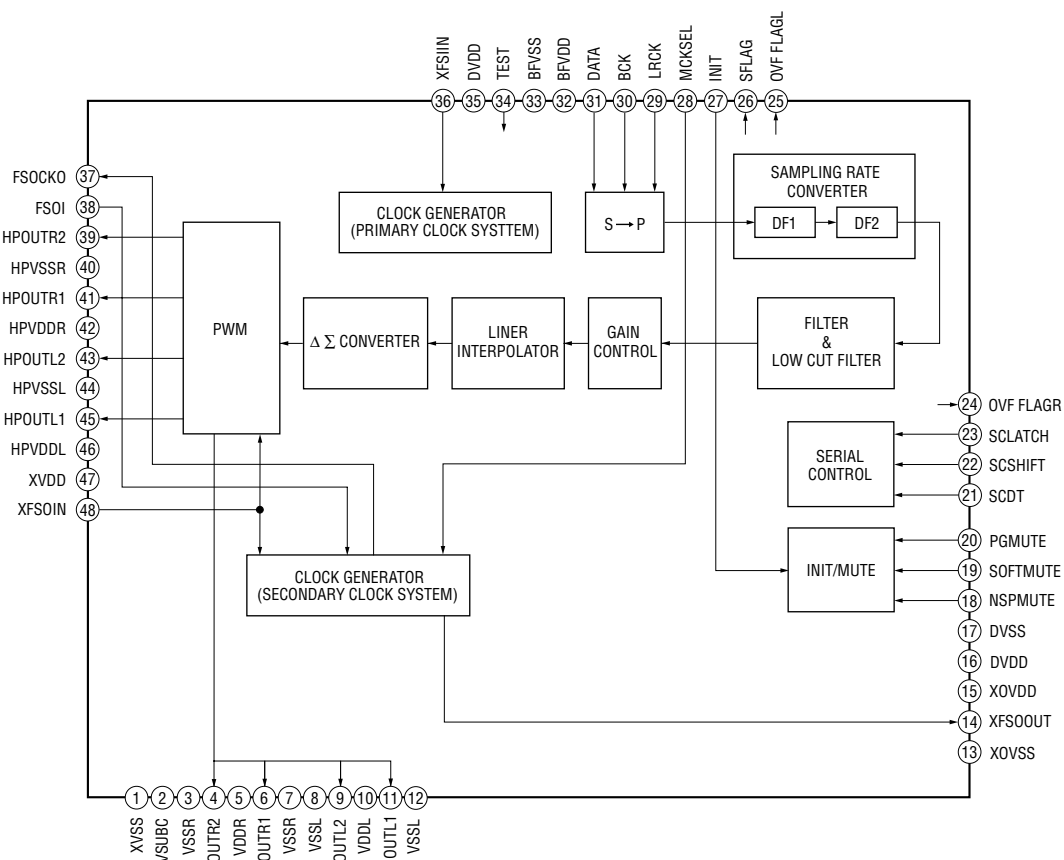 XFSIIN
DVDD
TEST
BFVSS
BFVDD
DATA
BCK
LRCK
MCKSEL
INIT
SFLAG
OVF FLAGL
36
35
34
33
32
31
30
29
28
27
26
25
FSOCKO 37
FSOI 38
HPOUTR2 39
HPVSSR 40
HPOUTR1 41
HPVDDR 42
HPOUTL2 43
HPVSSL 44
HPOUTL1 45
HPVDDL 46
XVDD 47
XFSOIN 48
CLOCK GENERATOR
(PRIMARY CLOCK SYSTTEM)
S → P
SAMPLING RATE
CONVERTER
DF1
DF2
PWM
Δ Σ CONVERTER
LINER
INTERPOLATOR
GAIN
CONTROL
FILTER
&
LOW CUT FILTER
24 OVF FLAGR
23 SCLATCH
22 SCSHIFT
21 SCDT
SERIAL
CONTROL
20 PGMUTE
19 SOFTMUTE
18 NSPMUTE
INIT/MUTE
17 DVSS
16 DVDD
15 XOVDD
14 XFSOOUT
13 XOVSS
CLOCK GENERATOR
(SECONDARY CLOCK SYSTEM)
1
2
3
4
5
6
7
8
9
10
11
12
XVSS
VSUBC
VSSR
OUTR2
VDDR
OUTR1
VSSR
VSSL
OUTL2
VDDL
OUTL1
VSSL